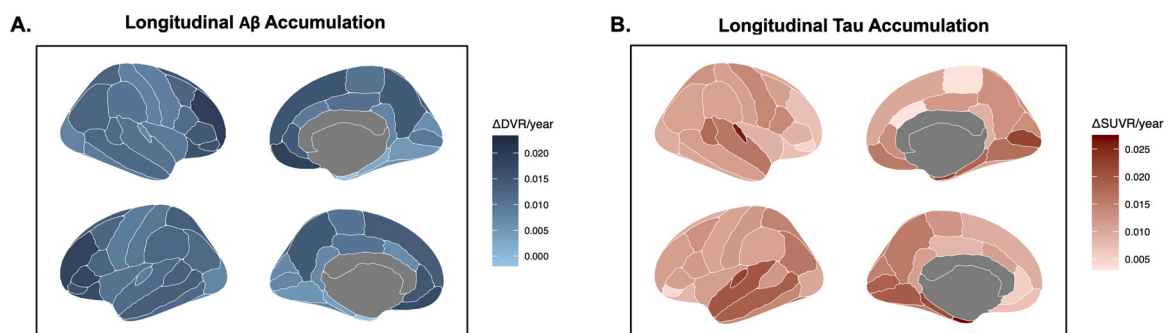 A.
Longitudinal Aβ Accumulation
ΔDVR/year
0.020
0.015
0.010
0.005
0.000
B.
Longitudinal Tau Accumulation
ΔSUVR/year
0.025
0.020
0.015
0.010
0.005